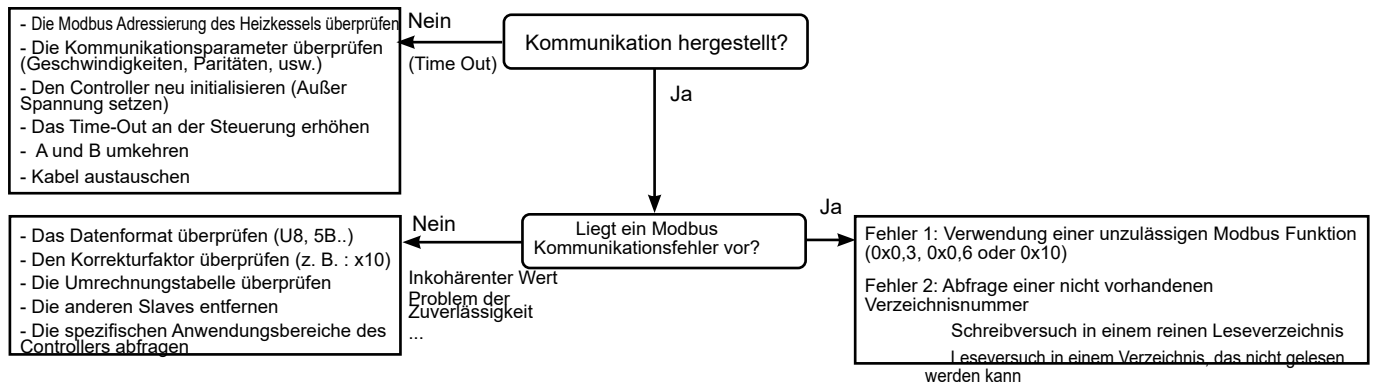 Kommunikation hergestellt?
Nein
(Time Out)
- Die Modbus Adressierung des Heizkessels überprüfen
- Die Kommunikationsparameter überprüfen
(Geschwindigkeiten, Paritäten, usw.)
- Den Controller neu initialisieren (Außer
Spannung setzen)
- Das Time-Out an der Steuerung erhöhen
- A und B umkehren
- Kabel austauschen
Ja
Liegt ein Modbus
Kommunikationsfehler vor?
Nein
Inkohärenter Wert
Problem der
Zuverlässigkeit
...
- Das Datenformat überprüfen (U8, 5B..)
- Den Korrekturfaktor überprüfen (z. B. : x10)
- Die Umrechnungstabelle überprüfen
- Die anderen Slaves entfernen
- Die spezifischen Anwendungsbereiche des
Controllers abfragen
Ja
Fehler 1: Verwendung einer unzulässigen Modbus Funktion
(0x0,3, 0x0,6 oder 0x10)
Fehler 2: Abfrage einer nicht vorhandenen
Verzeichnisnummer
Schreibversuch in einem reinen Leseverzeichnis
Leseversuch in einem Verzeichnis, das nicht gelesen
werden kann